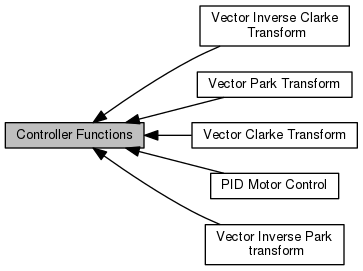 Vector Inverse Clarke
Transform
Vector Park Transform
Controller Functions
Vector Clarke Transform
PID Motor Control
Vector Inverse Park
transform